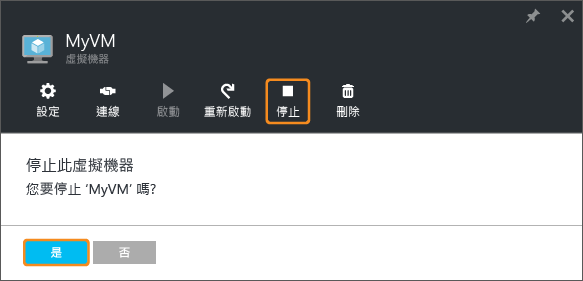 MyVM
虛擬機器
設定 連線 啟動 重新啟動 停止 刪除
停止此虛擬機器
您要停止 ‘MyVM’ 嗎?
是 否